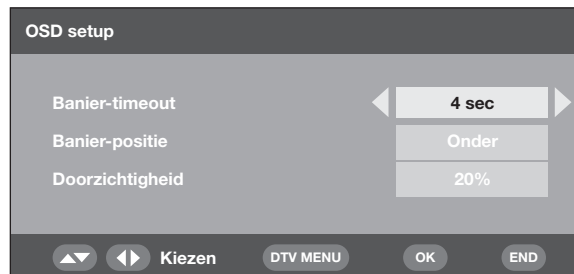 OSD setup
Banier-timeout 4 sec
Banier-positie Onder
Doorzichtigheid 20%
Kiezen DTV MENU OK END